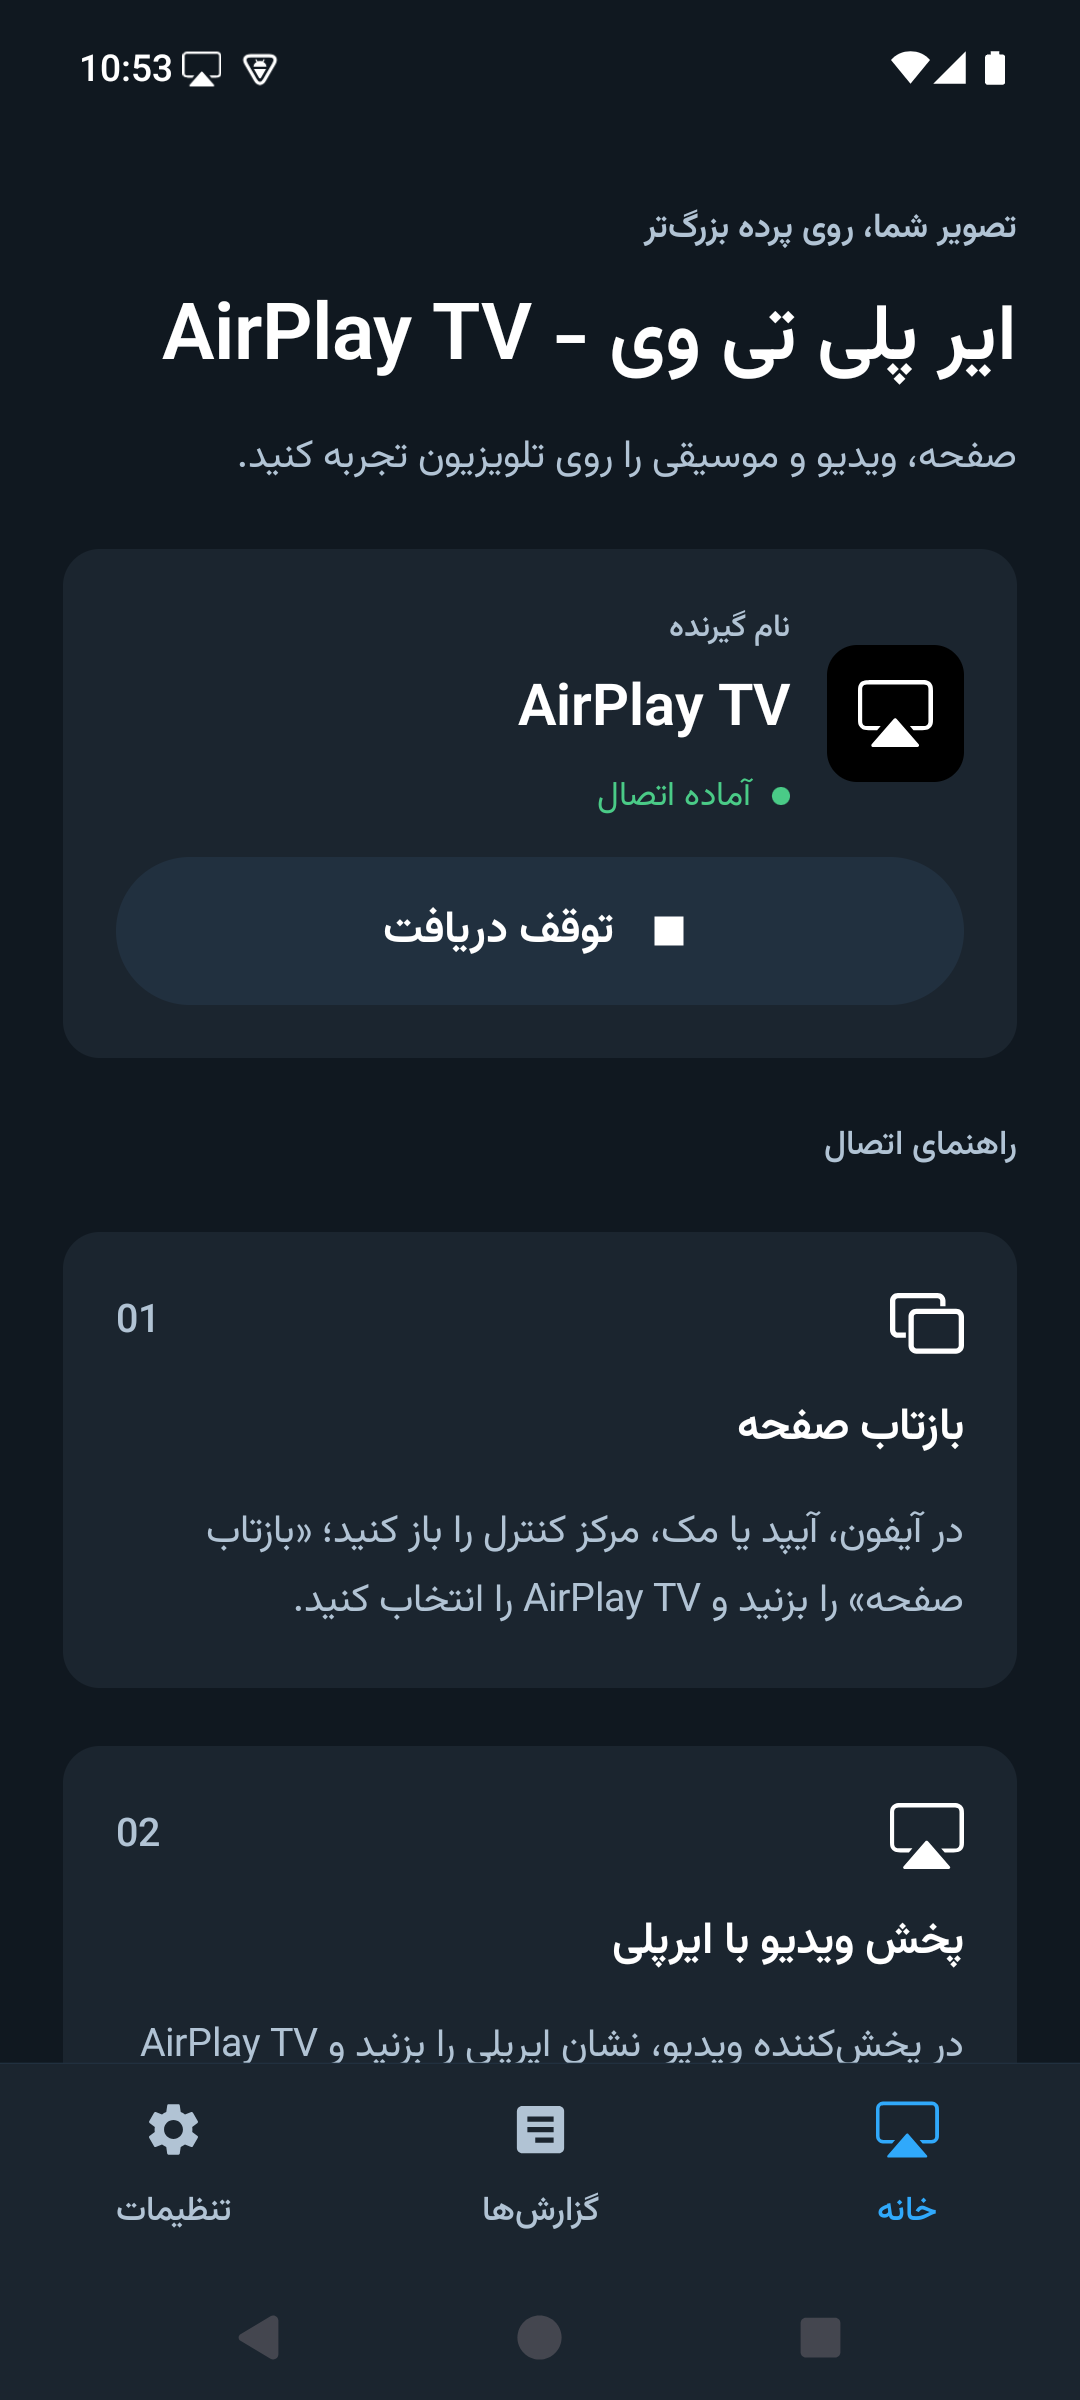 10:53
تصویر شما، روی پرده بزرگ‌تر
ایر پلی تی وی - AirPlay TV
صفحه، ویدیو و موسیقی را روی تلویزیون تجربه کنید.
نام گیرنده
AirPlay TV
آماده اتصال
توقف دریافت
راهنمای اتصال
01
بازتاب صفحه
در آیفون، آیپد یا مک، مرکز کنترل را باز کنید؛ «بازتاب
صفحه» را بزنید و AirPlay TV را انتخاب کنید.
02
پخش ویدیو با ایرپلی
در پخش‌کننده ویدیو، نشان ایرپلی را بزنید و AirPlay TV
خانه
گزارش‌ها
تنظیمات